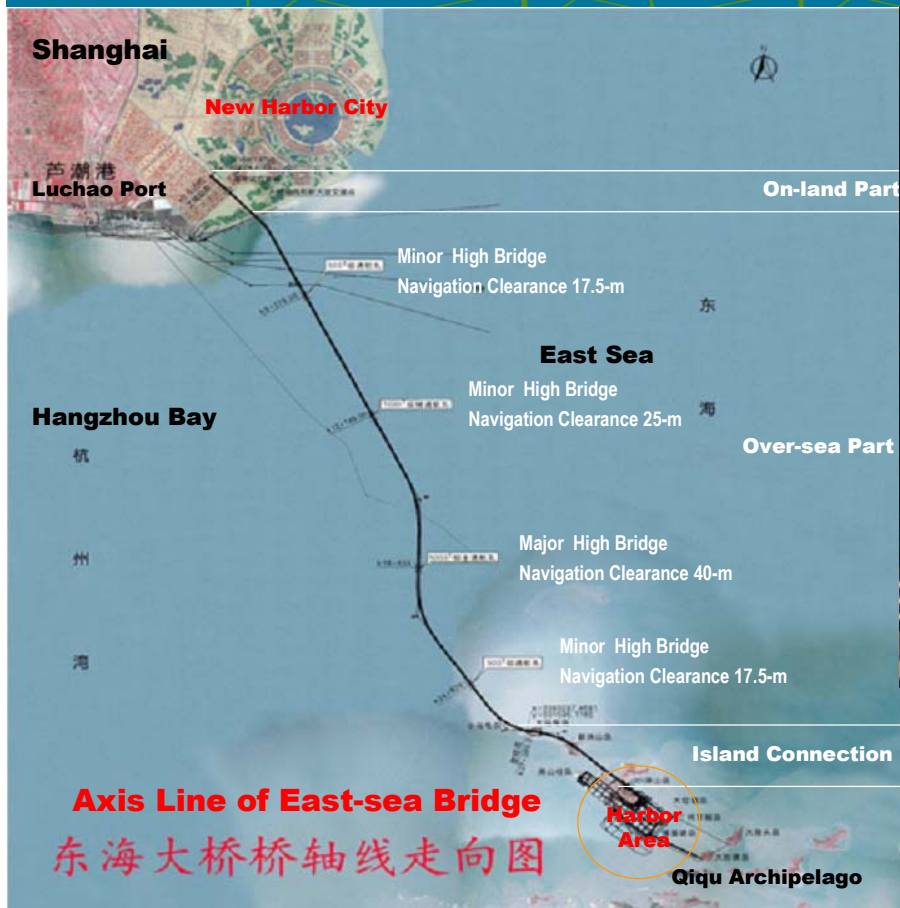 Shanghai
New Harbor City
N
芦潮港
Luchao Port
On-land Part
Minor High Bridge
Navigation Clearance 17.5-m
东
海
East Sea
Minor High Bridge
Navigation Clearance 25-m
Hangzhou Bay
杭
州
湾
Over-sea Part
Major High Bridge
Navigation Clearance 40-m
Minor High Bridge
Navigation Clearance 17.5-m
Island Connection
Harbor
Area
Axis Line of East-sea Bridge
东海大桥桥轴线走向图
Qiqu Archipelago